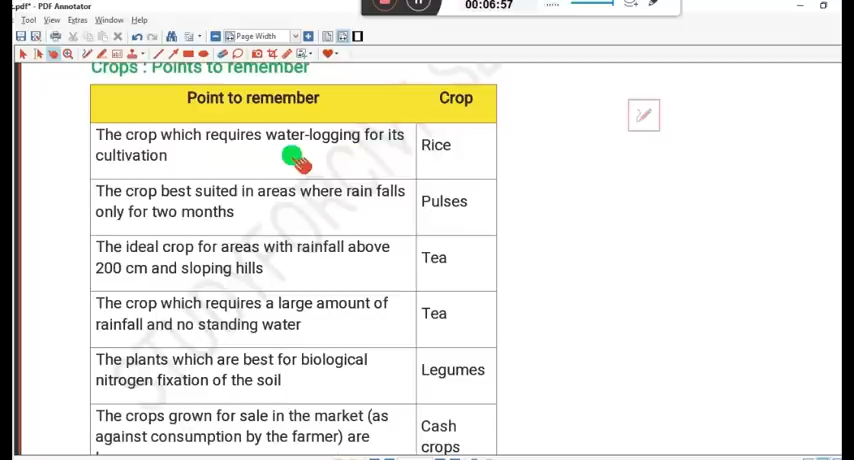 .pdf* - PDF Annotator
00:06:57
Tool View Extras Window Help
Page Width
Crops : Points to remember
Point to remember Crop
The crop which requires water-logging for its
cultivation
Rice
The crop best suited in areas where rain falls
only for two months
Pulses
The ideal crop for areas with rainfall above
200 cm and sloping hills
Tea
The crop which requires a large amount of
rainfall and no standing water
Tea
The plants which are best for biological
nitrogen fixation of the soil
Legumes
The crops grown for sale in the market (as
against consumption by the farmer) are
Cash
crops